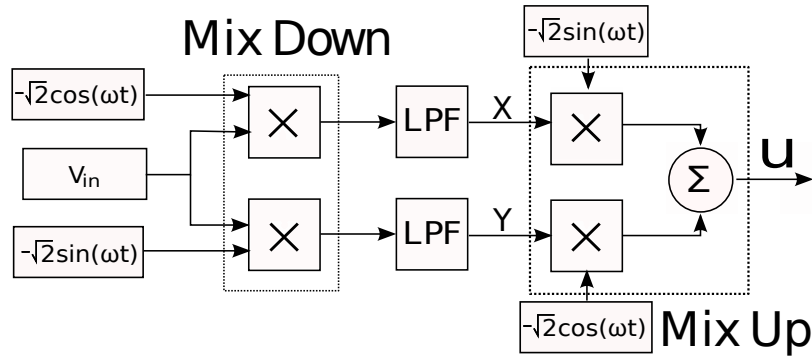 Mix Down
-√2sin(ωt)
-√2cos(ωt)
×
LPF
X
×
V_in
Σ
u
-√2sin(ωt)
×
LPF
Y
×
-√2cos(ωt)
Mix Up